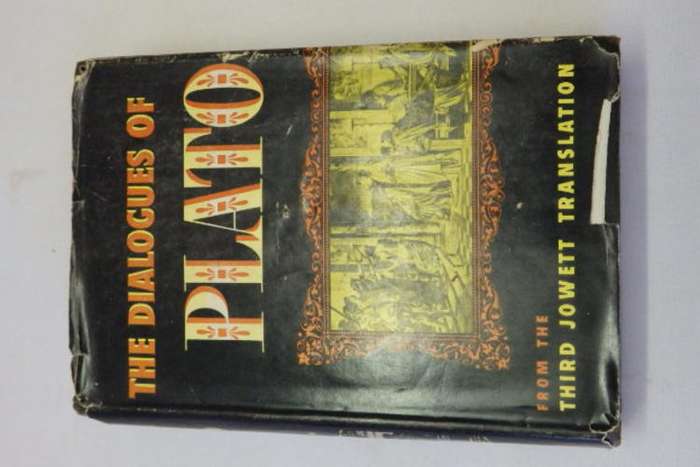 THE DIALOGUES OF
PLATO
FROM THE
THIRD JOWETT TRANSLATION